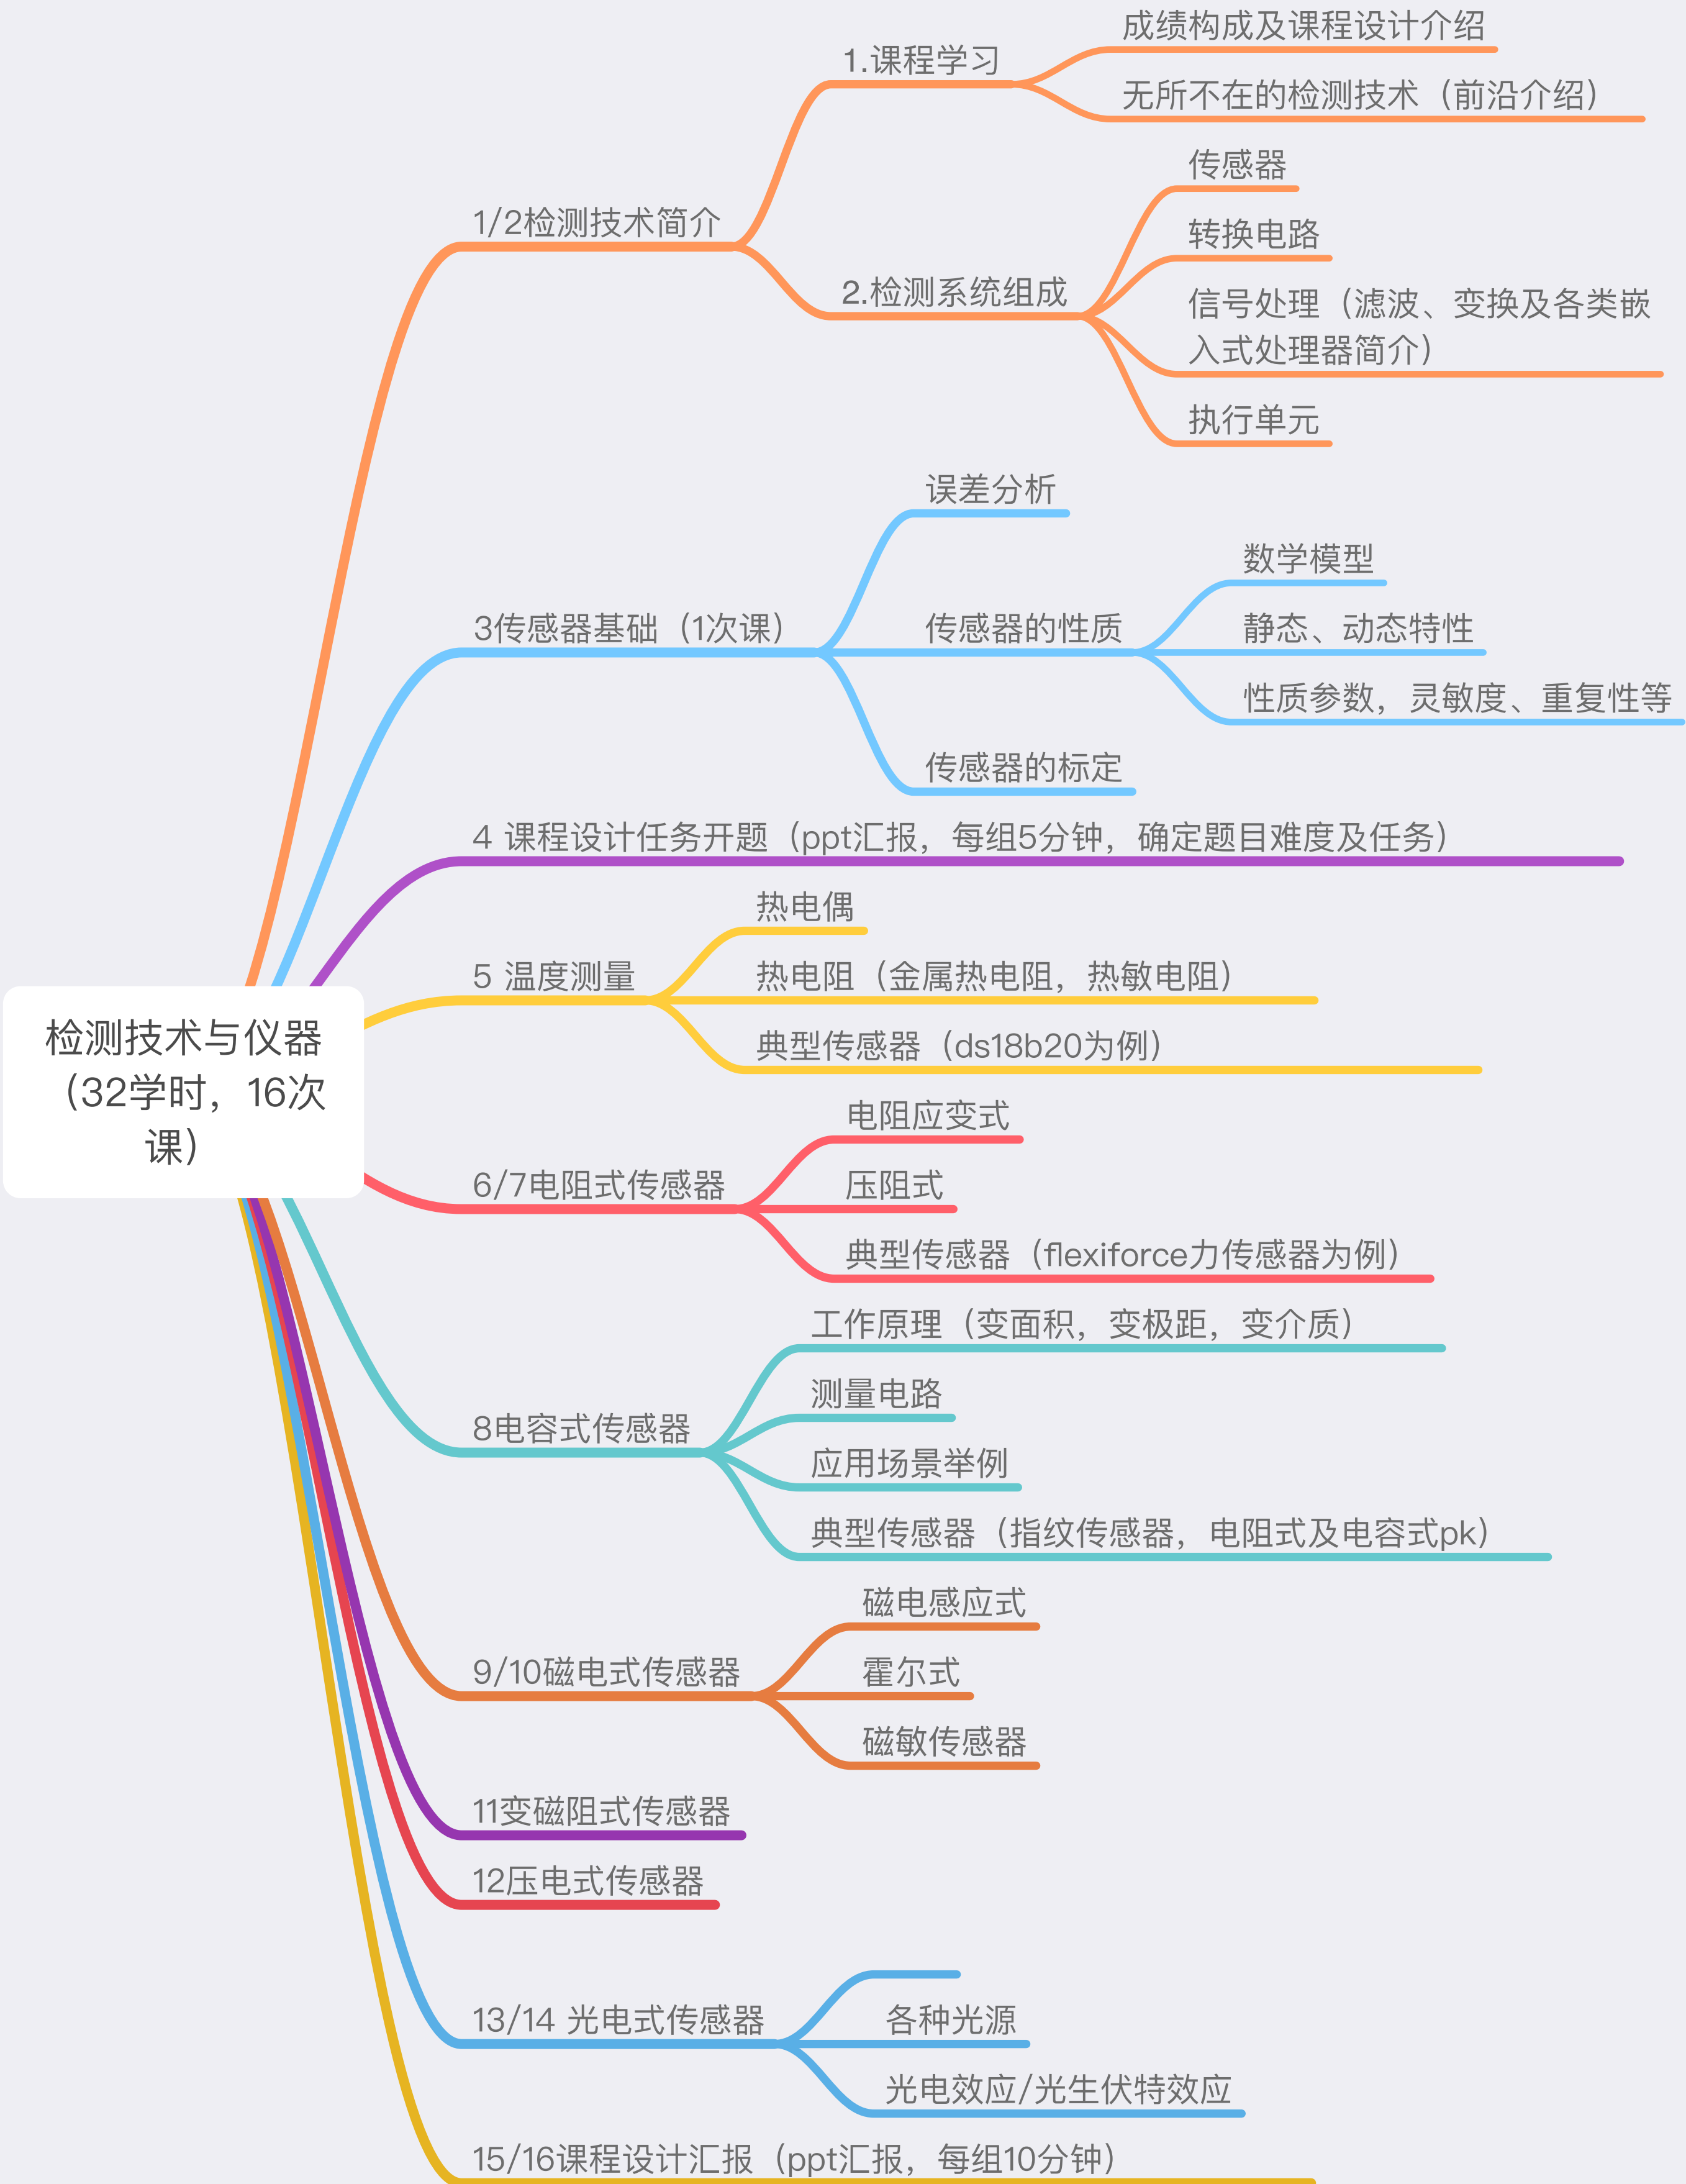 成绩构成及课程设计介绍
1.课程学习
无所不在的检测技术（前沿介绍）
1/2检测技术简介
传感器
转换电路
2.检测系统组成
信号处理（滤波、变换及各类嵌
入式处理器简介）
执行单元
误差分析
数学模型
3传感器基础（1次课）
传感器的性质
静态、动态特性
性质参数，灵敏度、重复性等
传感器的标定
4 课程设计任务开题（ppt汇报，每组5分钟，确定题目难度及任务）
热电偶
5 温度测量
热电阻（金属热电阻，热敏电阻）
典型传感器（ds18b20为例）
检测技术与仪器
（32学时，16次
课）
电阻应变式
6/7电阻式传感器
压阻式
典型传感器（flexiforce力传感器为例）
工作原理（变面积，变极距，变介质）
测量电路
8电容式传感器
应用场景举例
典型传感器（指纹传感器，电阻式及电容式pk）
磁电感应式
9/10磁电式传感器
霍尔式
磁敏传感器
11变磁阻式传感器
12压电式传感器
13/14 光电式传感器
各种光源
光电效应/光生伏特效应
15/16课程设计汇报（ppt汇报，每组10分钟）